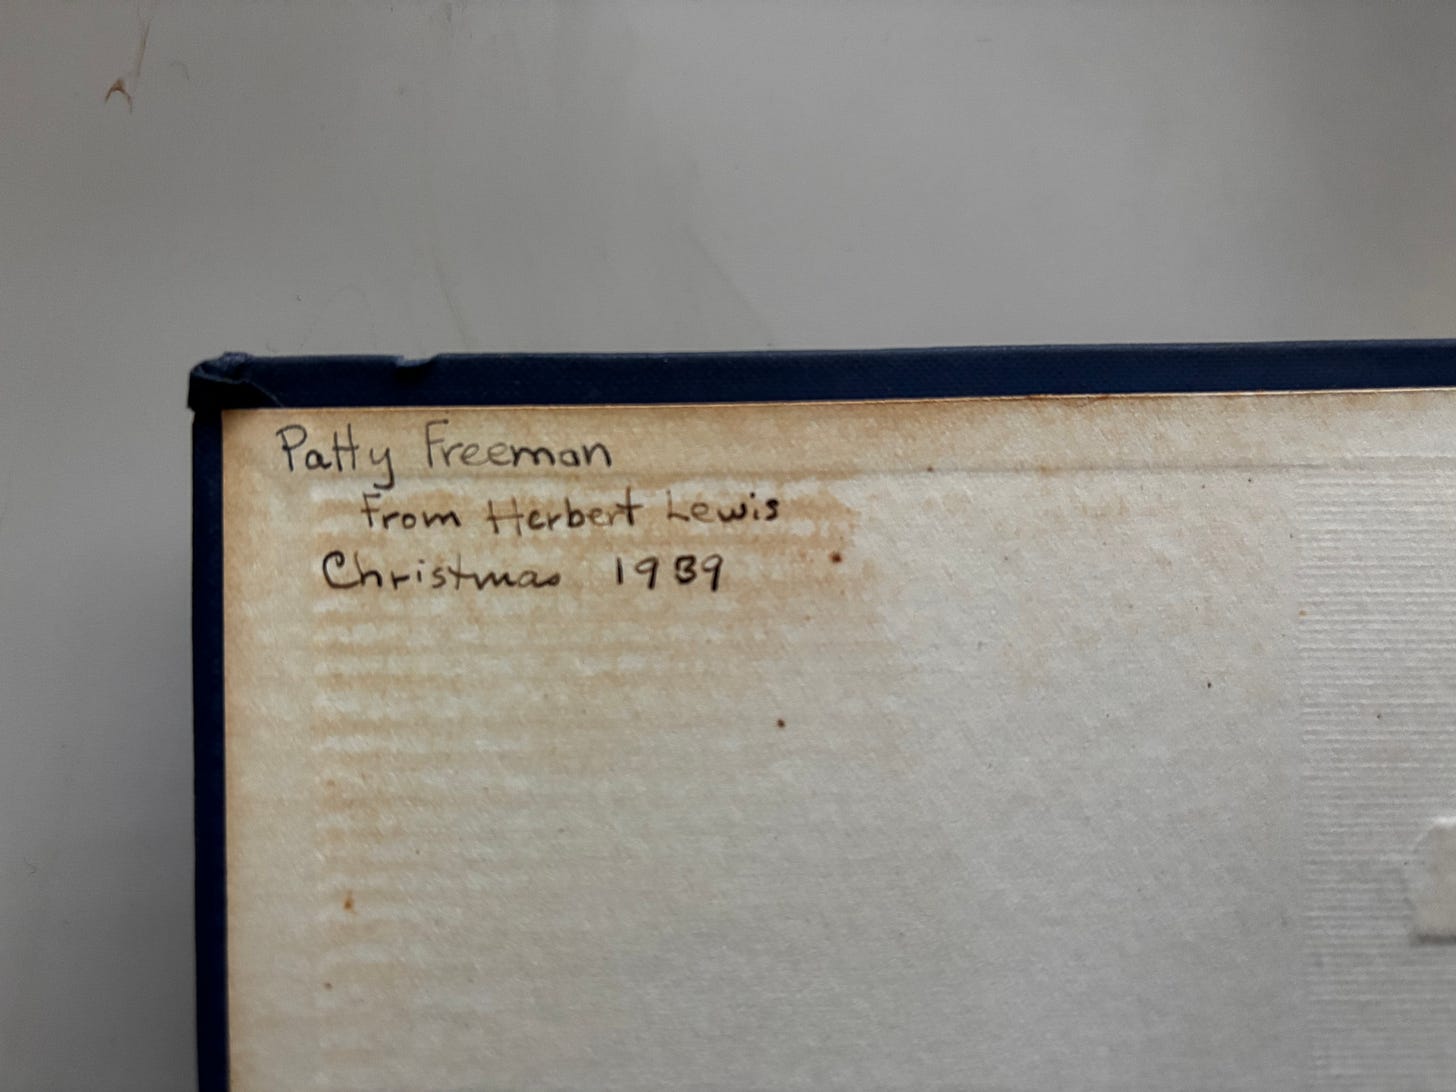 Patty Freeman
From Herbert Lewis
Christmas 1939